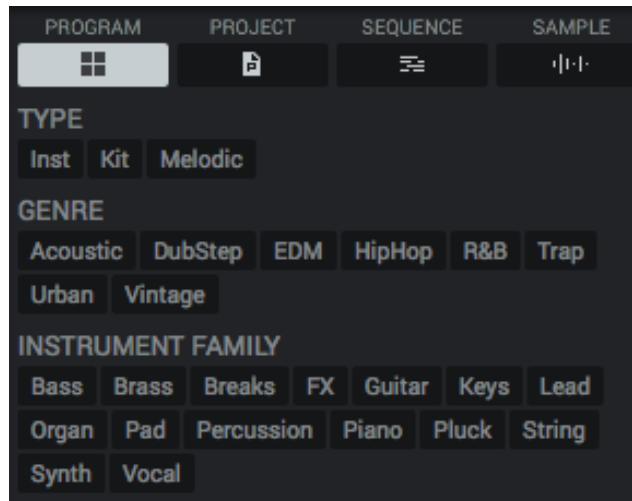 PROGRAM PROJECT SEQUENCE SAMPLE
TYPE
Inst Kit Melodic
GENRE
Acoustic DubStep EDM HipHop R&B Trap
Urban Vintage
INSTRUMENT FAMILY
Bass Brass Breaks FX Guitar Keys Lead
Organ Pad Percussion Piano Pluck String
Synth Vocal